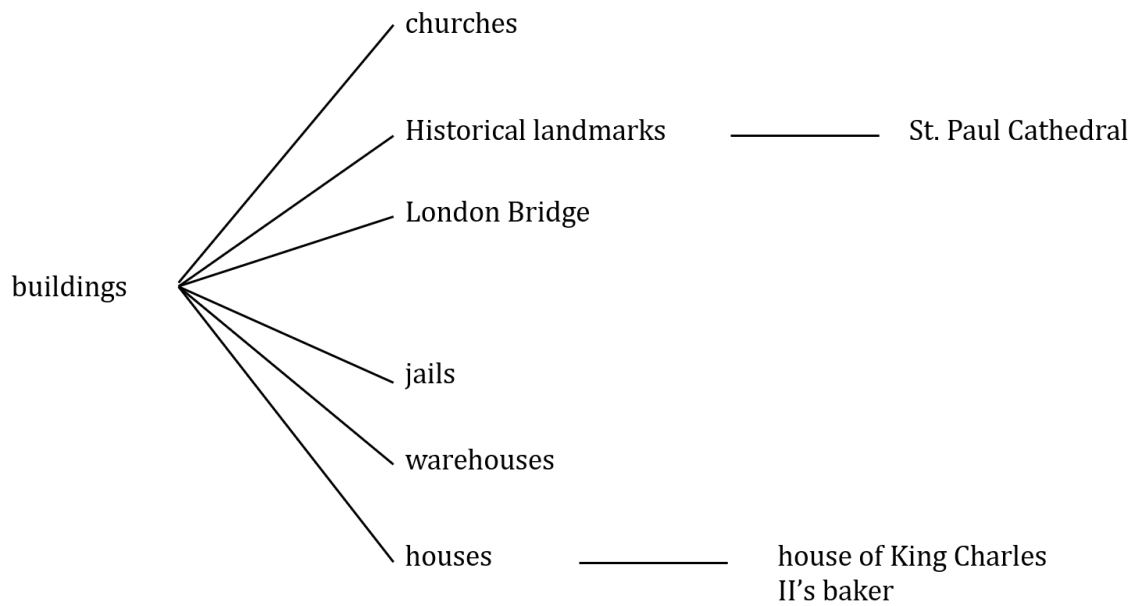 churches
Historical landmarks
St. Paul Cathedral
London Bridge
buildings
jails
warehouses
houses
house of King Charles
II's baker